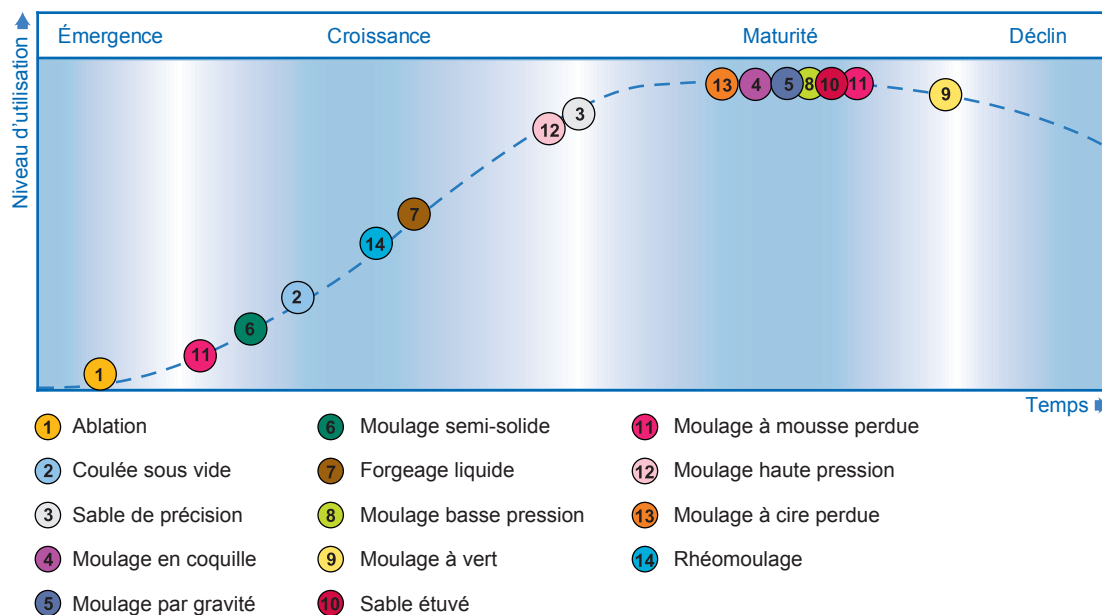 Émergence Croissance Maturité Déclin
Niveau d'utilisation
13 4 5 8 10 11
9
3
12
7
14
2
6
11
1
Temps
1 Ablation
2 Coulée sous vide
3 Sable de précision
4 Moulage en coquille
5 Moulage par gravité
6 Moulage semi-solide
7 Forgeage liquide
8 Moulage basse pression
9 Moulage à vert
10 Sable étuvé
11 Moulage à mousse perdue
12 Moulage haute pression
13 Moulage à cire perdue
14 Rhéomoulage